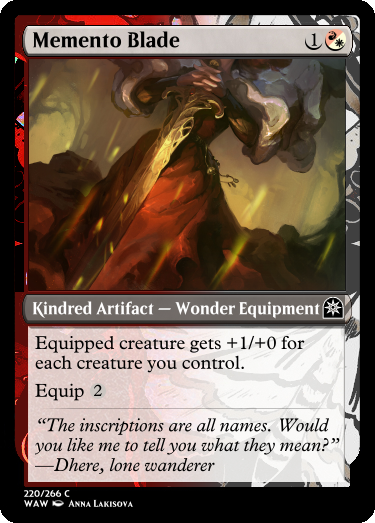 Memento Blade 1
Kindred Artifact — Wonder Equipment
Equipped creature gets +1/+0 for
each creature you control.
Equip 2
“The inscriptions are all names. Would
you like me to tell you what they mean?”
—Dhere, lone wanderer
220/266 C
WAW Anna Lakisova